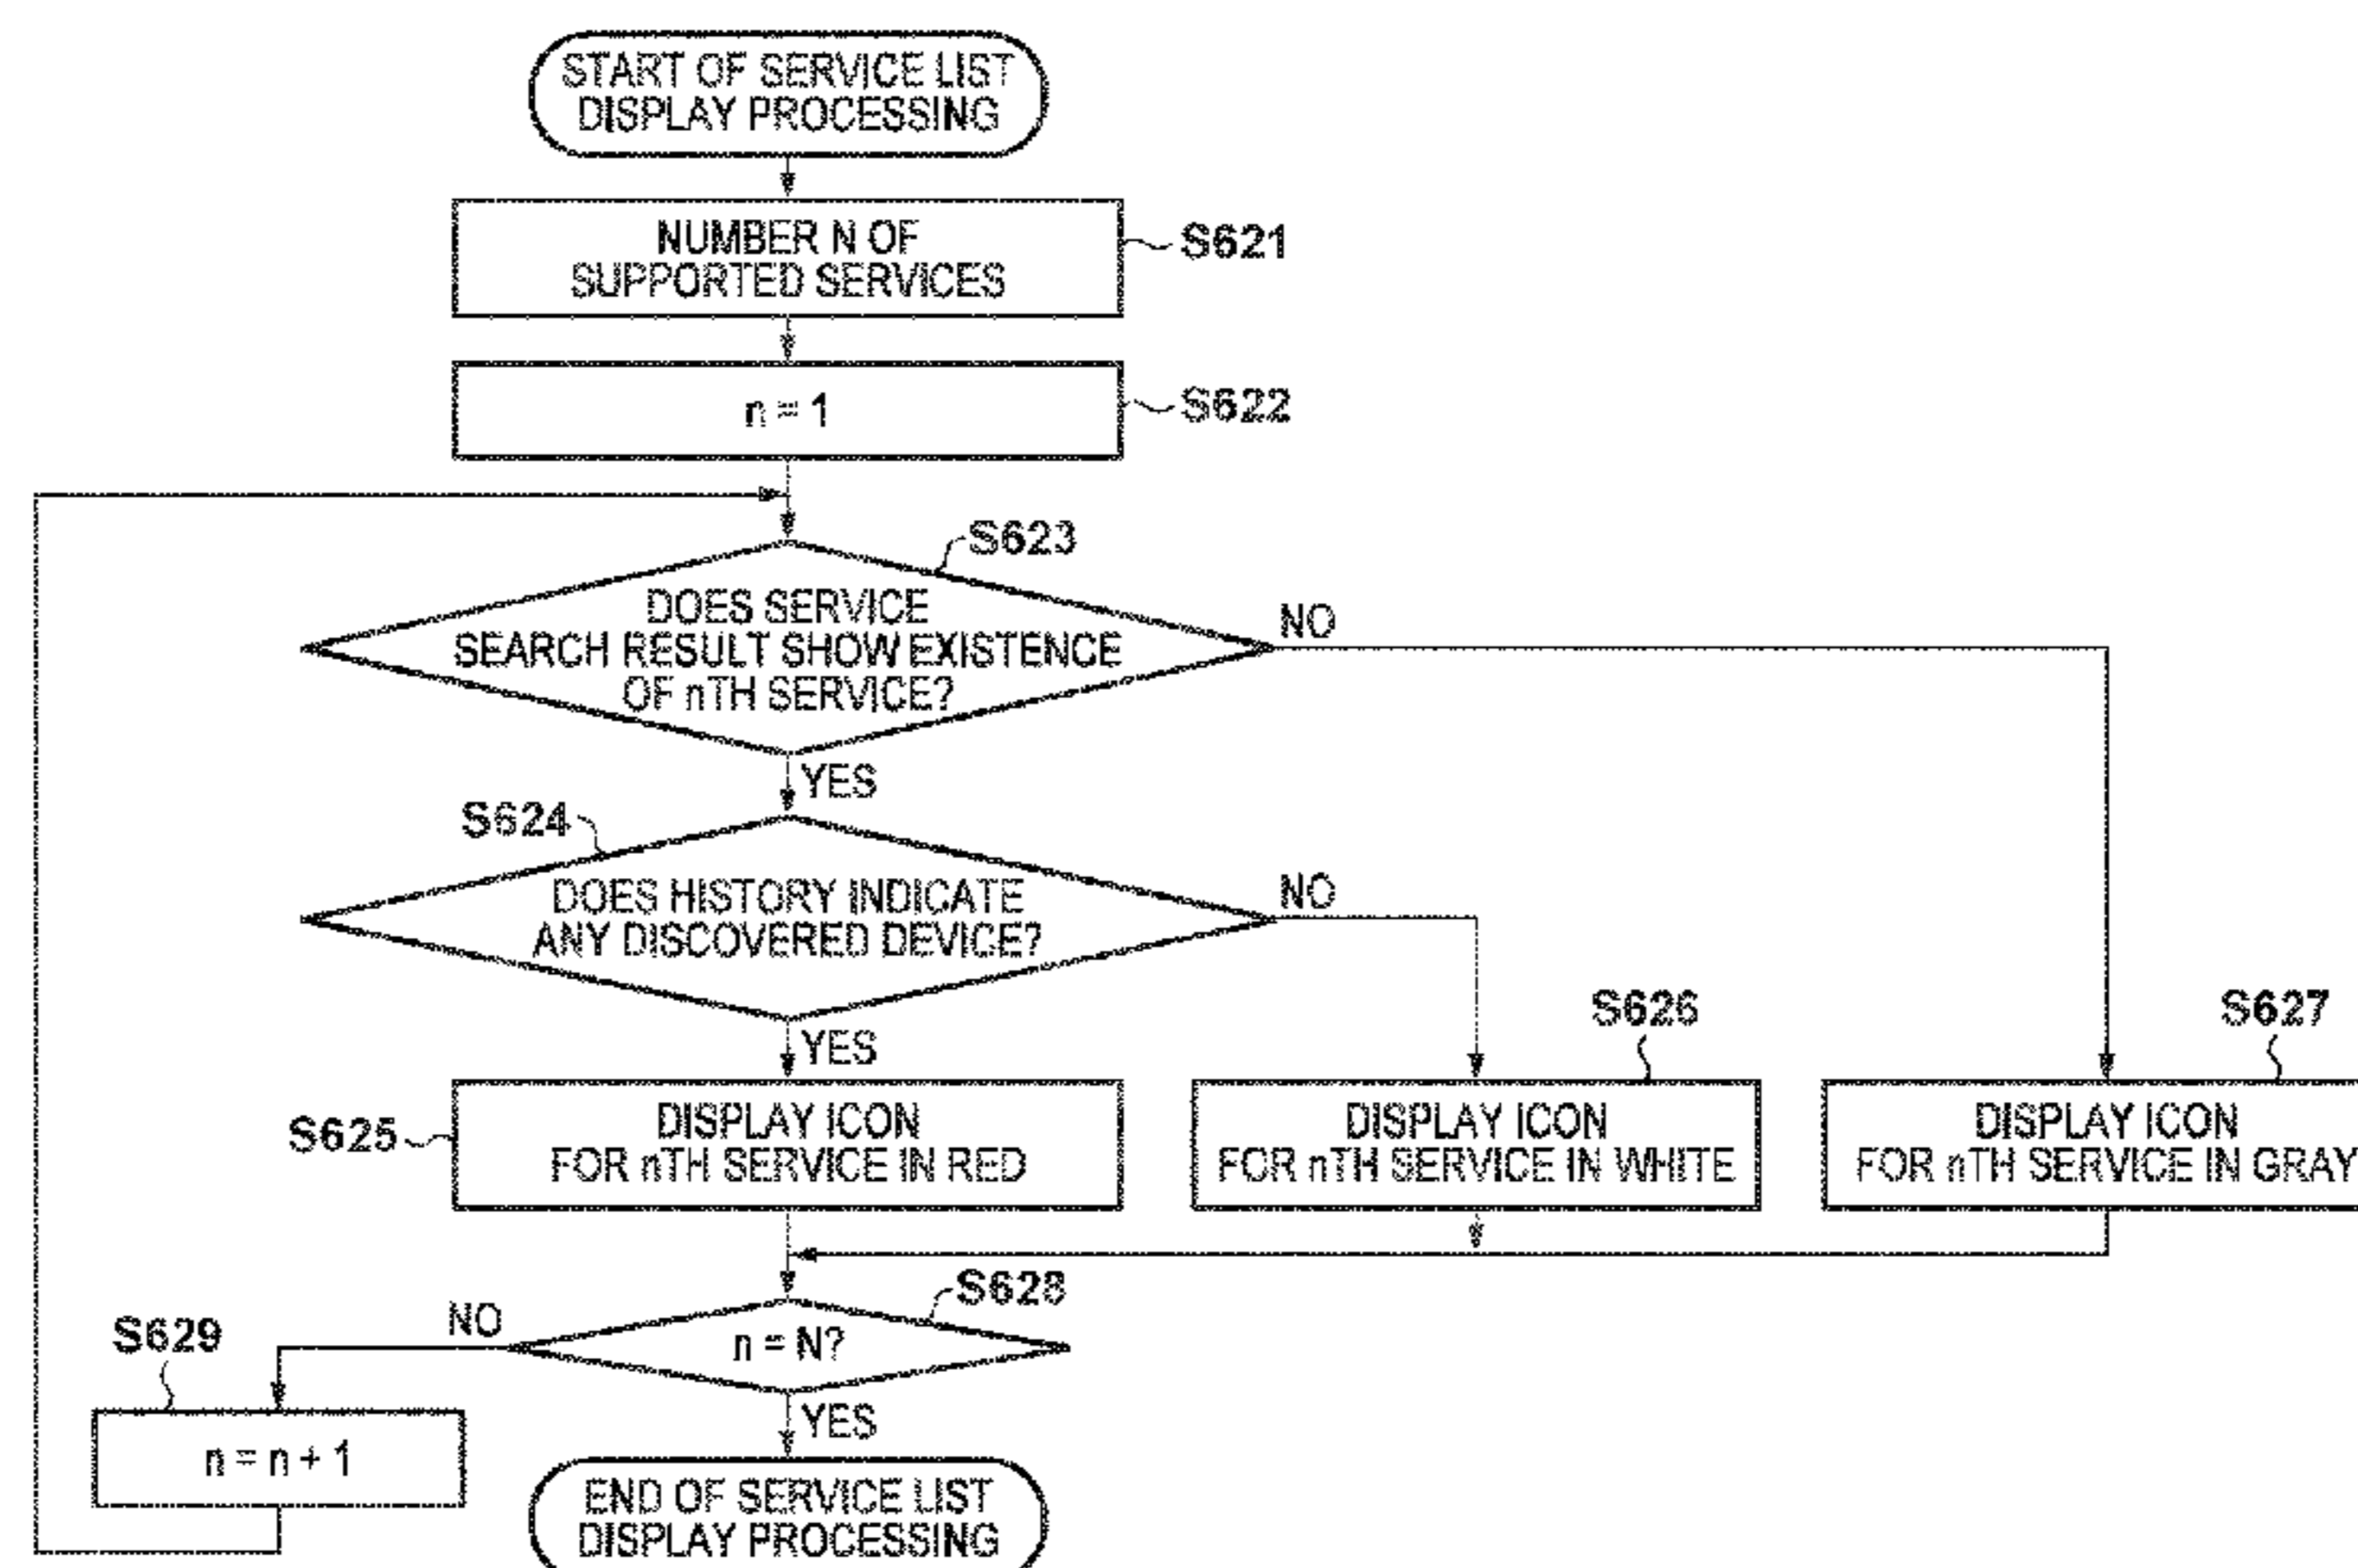 START OF SERVICE LIST
DISPLAY PROCESSING
NUMBER N OF
SUPPORTED SERVICES
S621
n = 1
S622
S623
DOES SERVICE
SEARCH RESULT SHOW EXISTENCE
OF nTH SERVICE?
NO
YES
S624
DOES HISTORY INDICATE
ANY DISCOVERED DEVICE?
NO
YES
S625
DISPLAY ICON
FOR nTH SERVICE IN RED
S626
DISPLAY ICON
FOR nTH SERVICE IN WHITE
S627
DISPLAY ICON
FOR nTH SERVICE IN GRAY
S628
n = N?
NO
YES
S629
n = n + 1
END OF SERVICE LIST
DISPLAY PROCESSING